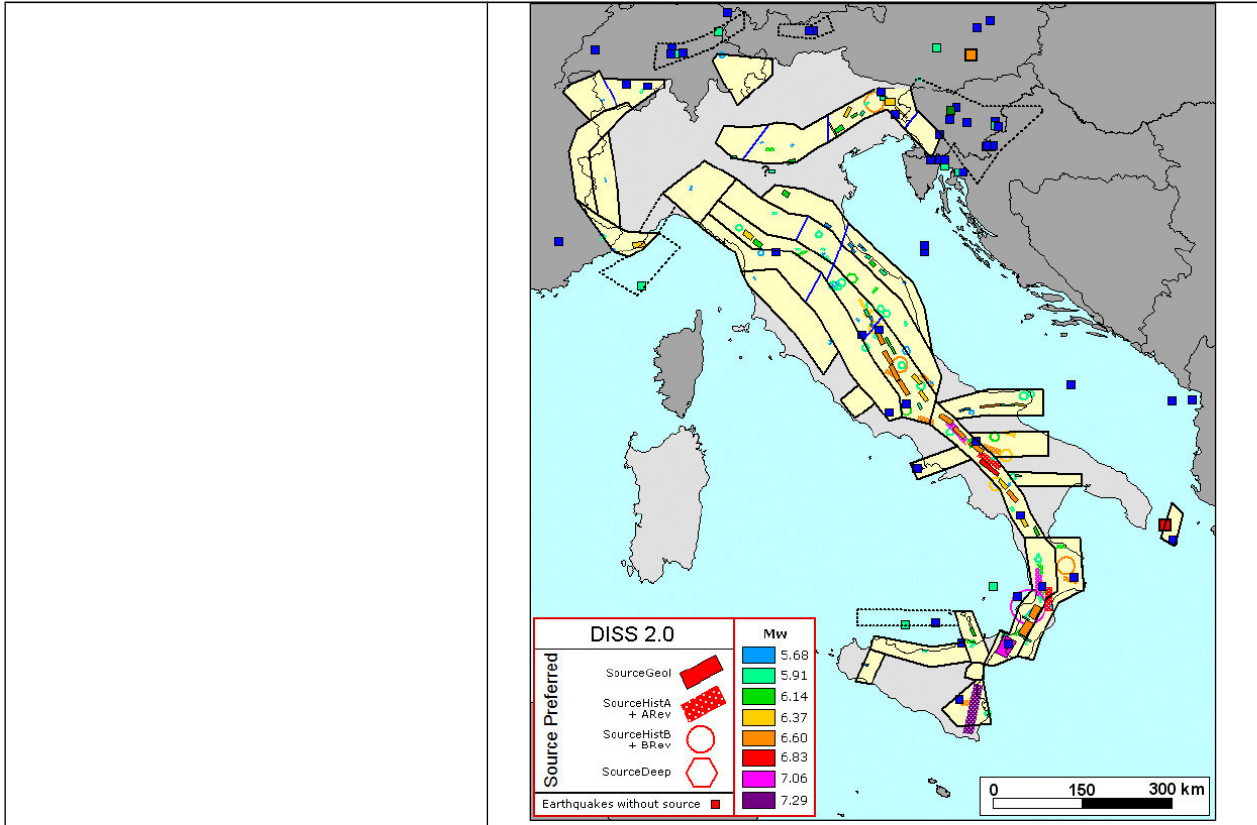 ?
DISS 2.0
Source Preferred
SourceGeol
SourceHistA
+ ARev
SourceHistB
+ BRev
SourceDeep
Earthquakes without source
Mw
5.68
5.91
6.14
6.37
6.60
6.83
7.06
7.29
0 150 300 km